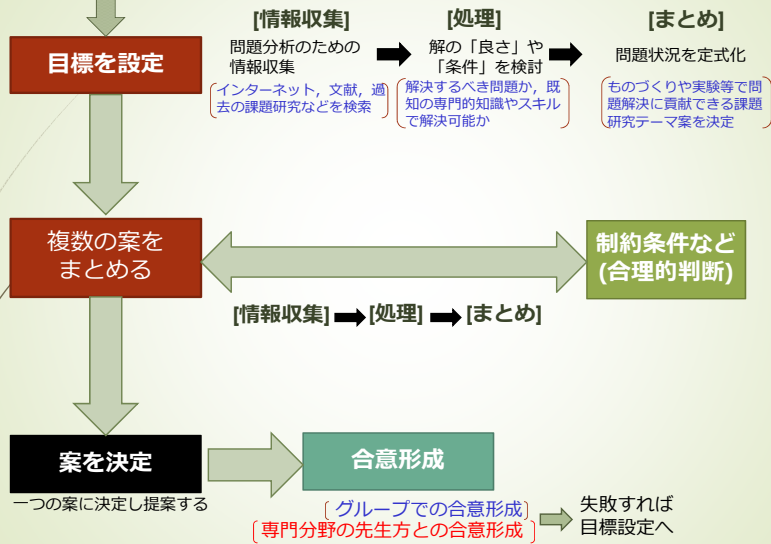 [情報収集]
[処理]
[まとめ]
目標を設定
問題分析のための
情報収集
解の「良さ」や
「条件」を検討
問題状況を定式化
インターネット，文献，過
去の課題研究などを検索
解決するべき問題か，既
知の専門的知識やスキル
で解決可能か
ものづくりや実験等で問
題解決に貢献できる課題
研究テーマ案を決定
複数の案を
まとめる
制約条件など
(合理的判断)
[情報収集]
[処理]
[まとめ]
案を決定
一つの案に決定し提案する
合意形成
グループでの合意形成
専門分野の先生方との合意形成
失敗すれば
目標設定へ